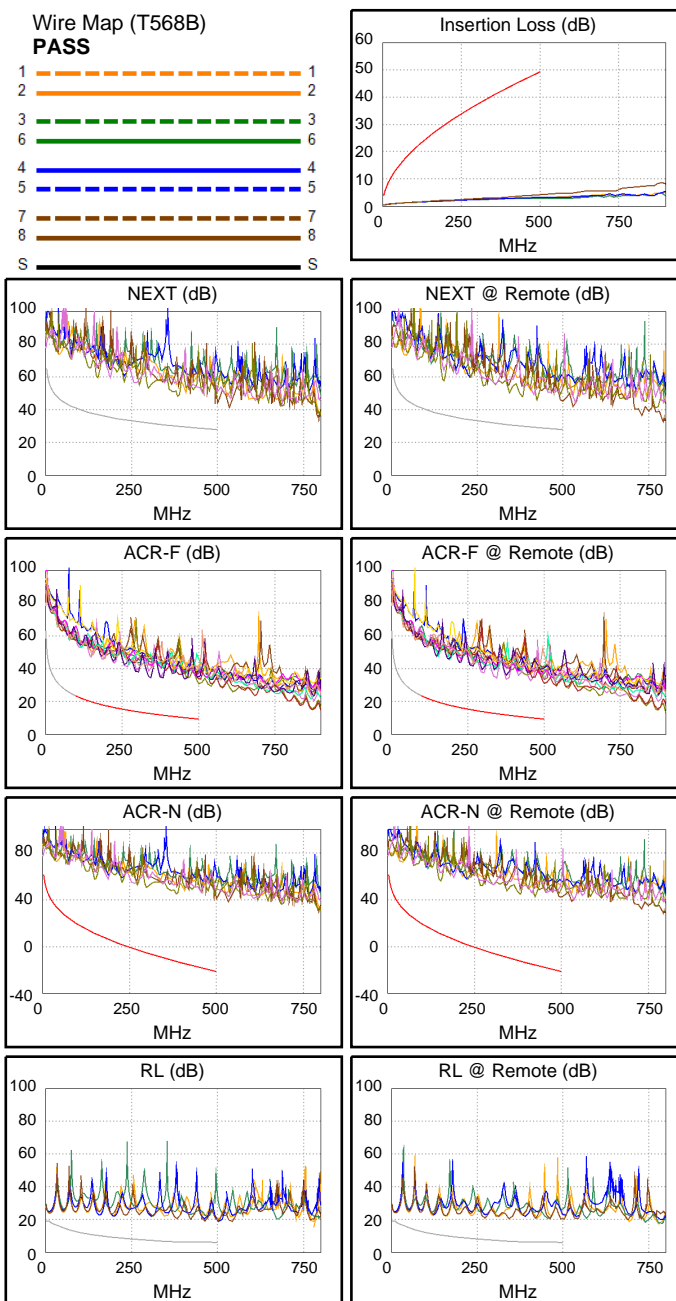 Wire Map (T568B)
PASS
1 1
2 2
3 3
6 6
4 4
5 5
7 7
8 8
S S
Insertion Loss (dB)
60
50
40
30
20
10
0
0 250 500 750
MHz
NEXT (dB)
100
80
60
40
20
0
0 250 500 750
MHz
NEXT @ Remote (dB)
100
80
60
40
20
0
0 250 500 750
MHz
ACR-F (dB)
100
80
60
40
20
0
0 250 500 750
MHz
ACR-F @ Remote (dB)
100
80
60
40
20
0
0 250 500 750
MHz
ACR-N (dB)
80
40
0
-40
0 250 500 750
MHz
ACR-N @ Remote (dB)
80
40
0
-40
0 250 500 750
MHz
RL (dB)
100
80
60
40
20
0
0 250 500 750
MHz
RL @ Remote (dB)
100
80
60
40
20
0
0 250 500 750
MHz